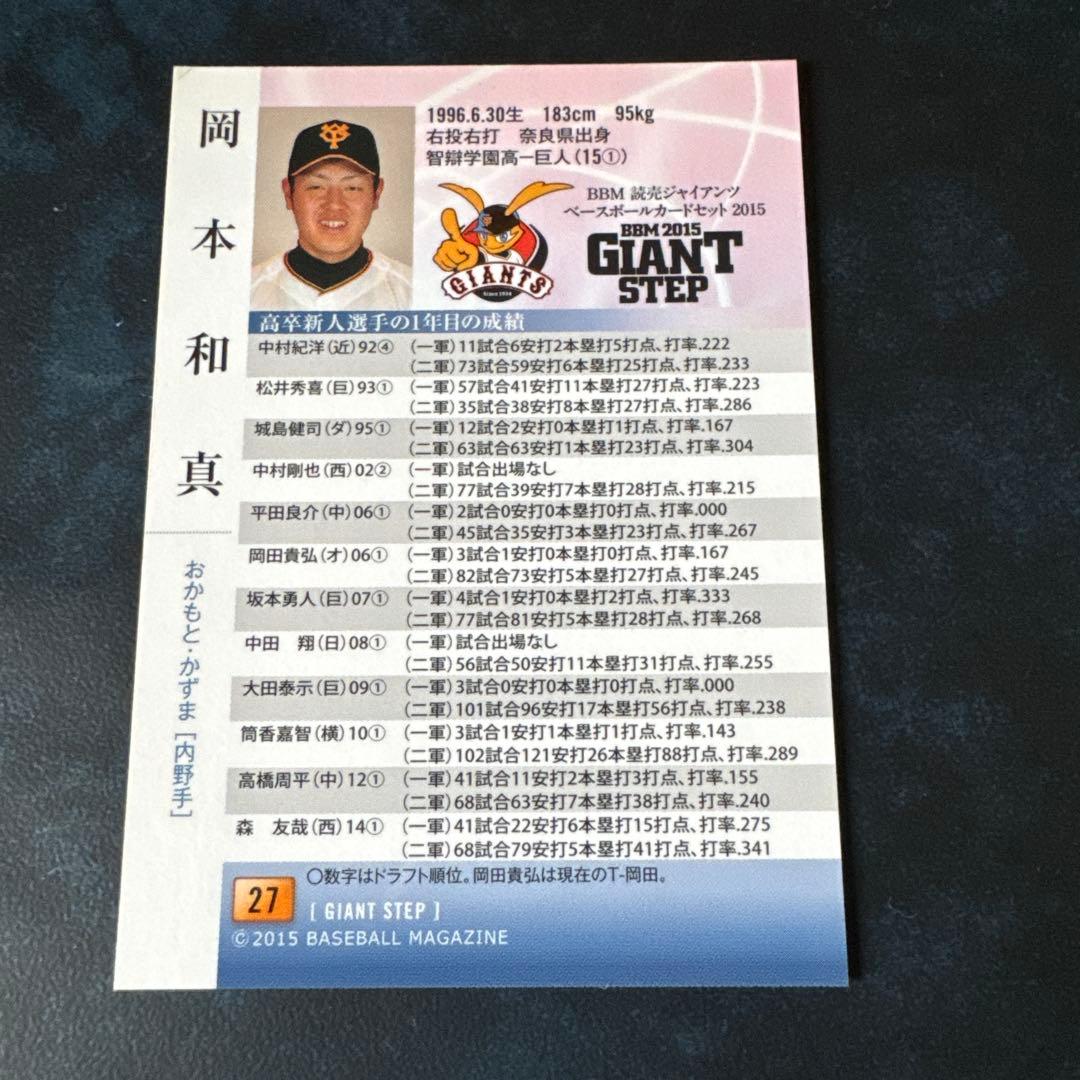 岡本和真
おかもと・かずま [内野手]
1996.6.30生 183cm 95kg
右投右打 奈良県出身
智辯学園高ー巨人(15①)
YG
BBM 読売ジャイアンツ
ベースボールカードセット 2015
BBM 2015
GIANT
STEP
GIANTS
Since 1934
高卒新人選手の1年目の成績
中村紀洋(近)92④ (一軍)11試合6安打2本塁打5打点、打率.222
(二軍)73試合59安打6本塁打25打点、打率.233
松井秀喜(巨)93① (一軍)57試合41安打11本塁打27打点、打率.223
(二軍)35試合38安打8本塁打27打点、打率.286
城島健司(ダ)95① (一軍)12試合2安打0本塁打1打点、打率.167
(二軍)63試合63安打1本塁打23打点、打率.304
中村剛也(西)02② (一軍)試合出場なし
(二軍)77試合39安打7本塁打28打点、打率.215
平田良介(中)06① (一軍)2試合0安打0本塁打0打点、打率.000
(二軍)45試合35安打3本塁打23打点、打率.267
岡田貴弘(オ)06① (一軍)3試合1安打0本塁打0打点、打率.167
(二軍)82試合73安打5本塁打27打点、打率.245
坂本勇人(巨)07① (一軍)4試合1安打0本塁打2打点、打率.333
(二軍)77試合81安打5本塁打28打点、打率.268
中田 翔(日)08① (一軍)試合出場なし
(二軍)56試合50安打11本塁打31打点、打率.255
大田泰示(巨)09① (一軍)3試合0安打0本塁打0打点、打率.000
(二軍)101試合96安打17本塁打56打点、打率.238
筒香嘉智(横)10① (一軍)3試合1安打1本塁打1打点、打率.143
(二軍)102試合121安打26本塁打88打点、打率.289
高橋周平(中)12① (一軍)41試合11安打2本塁打3打点、打率.155
(二軍)68試合63安打7本塁打38打点、打率.240
森 友哉(西)14① (一軍)41試合22安打6本塁打15打点、打率.275
(二軍)68試合79安打5本塁打41打点、打率.341
○数字はドラフト順位。岡田貴弘は現在のT-岡田。
27
[ GIANT STEP ]
©2015 BASEBALL MAGAZINE